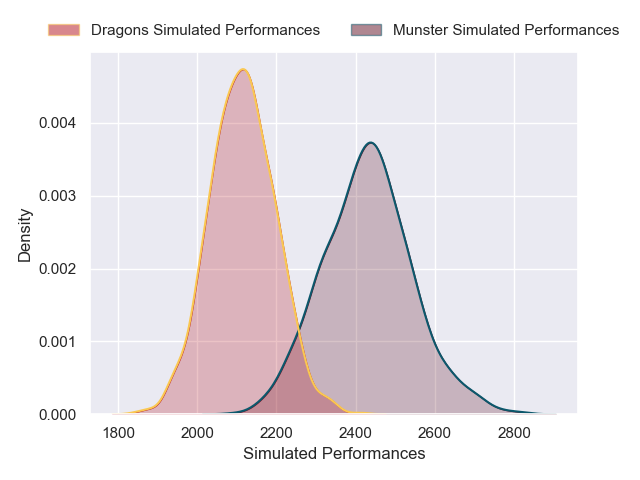 Dragons Simulated Performances Munster Simulated Performances
0.004
0.003
0.002
0.001
0.000
Density
1800 2000 2200 2400 2600 2800
Simulated Performances